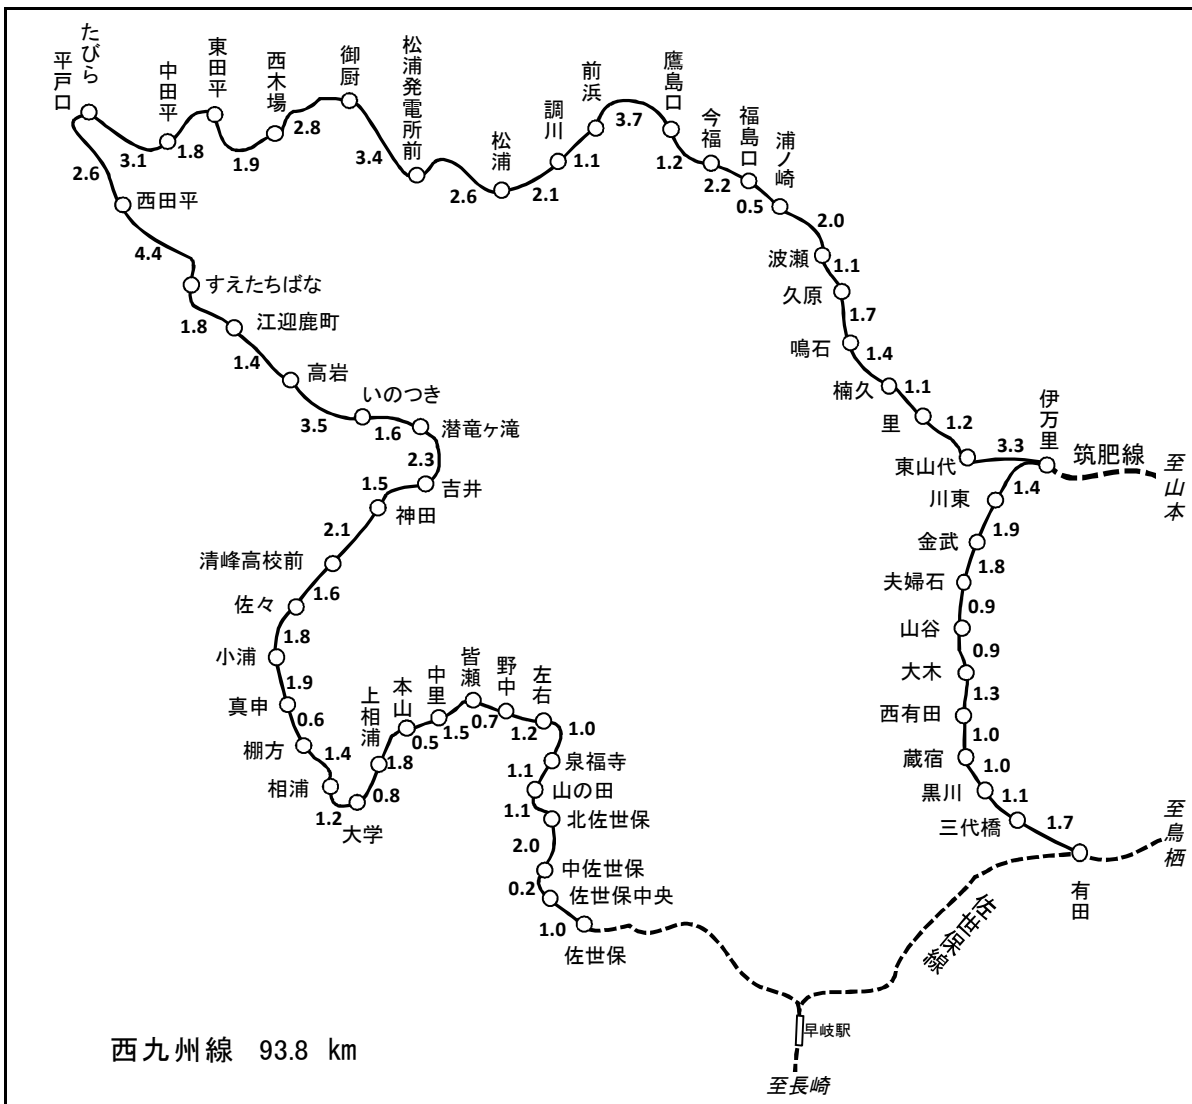 たびら
平戸口
3.1
中田平
1.8
東田平
1.9
西木場
2.8
御厨
3.4
松浦発電所前
2.6
松浦
2.1
調川
1.1
前浜
3.7
鷹島口
1.2
今福
2.2
福島口
0.5
浦ノ崎
2.0
波瀬
1.1
久原
1.7
鳴石
1.4
楠久
1.1
里
1.2
東山代
3.3
伊万里
筑肥線
至山本
1.4
川東
1.9
金武
1.8
夫婦石
0.9
山谷
0.9
大木
1.3
西有田
1.0
蔵宿
1.0
黒川
1.1
三代橋
1.7
有田
至鳥栖
佐世保線
2.6
西田平
4.4
すえたちばな
1.8
江迎鹿町
1.4
高岩
3.5
いのつき
1.6
潜竜ヶ滝
2.3
吉井
1.5
神田
2.1
清峰高校前
1.6
佐々
1.8
小浦
1.9
真申
0.6
棚方
1.4
相浦
1.2
大学
0.8
上相浦
1.8
本山
0.5
中里
1.5
皆瀬
0.7
野中
1.2
左右
1.0
泉福寺
1.1
山の田
1.1
北佐世保
2.0
中佐世保
0.2
佐世保中央
1.0
佐世保
早岐駅
至長崎
西九州線 93.8 km